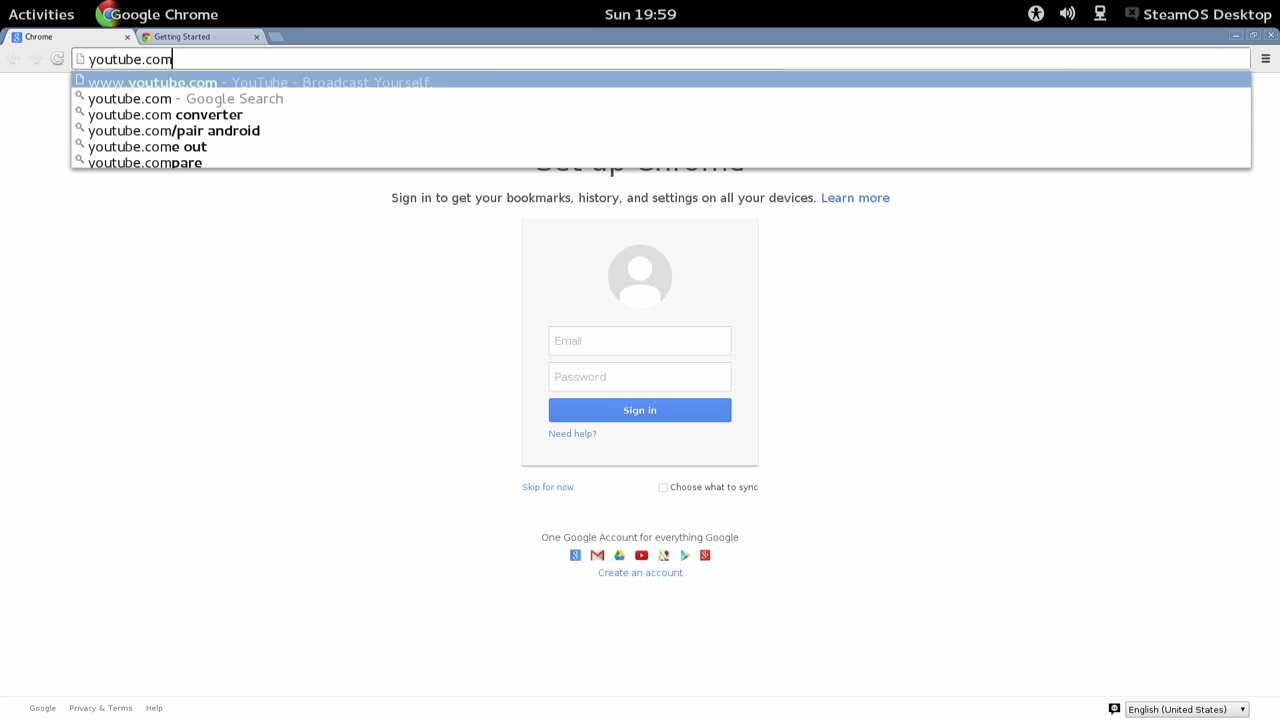 Activities Google Chrome Sun 19:59 SteamOS Desktop
Chrome Getting Started
youtube.com
www.youtube.com - YouTube - Broadcast Yourself.
youtube.com - Google Search
youtube.com converter
youtube.com/pair android
youtube.come out
youtube.compare
Set up Chrome
Sign in to get your bookmarks, history, and settings on all your devices. Learn more
Email
Password
Sign in
Need help?
Skip for now Choose what to sync
One Google Account for everything Google
Create an account
Google Privacy & Terms Help English (United States)